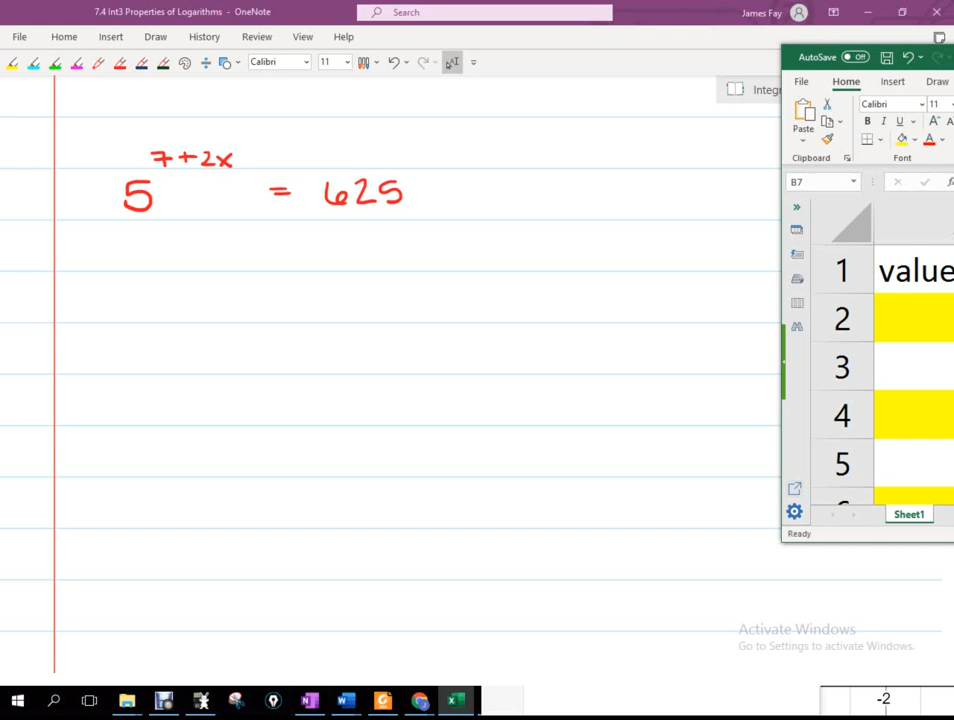 7.4 Int3 Properties of Logarithms - OneNote
Search
James Fay
File Home Insert Draw History Review View Help
Calibri 11
AutoSave Off
Integ
File Home Insert Draw
Calibri 11
Paste
B I U A A
Clipboard Font
B7
5^{7+2x} = 625
1 value
2
3
4
5
Sheet1
Ready
Activate Windows
Go to Settings to activate Windows.
-2